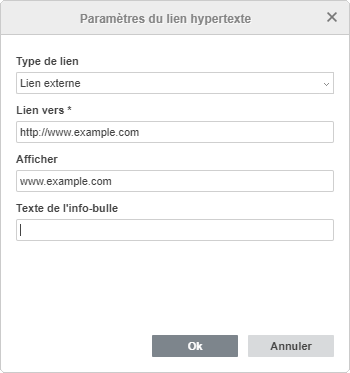 Paramètres du lien hypertexte
Type de lien
Lien externe
Lien vers *
http://www.example.com
Afficher
www.example.com
Texte de l'info-bulle
Ok
Annuler